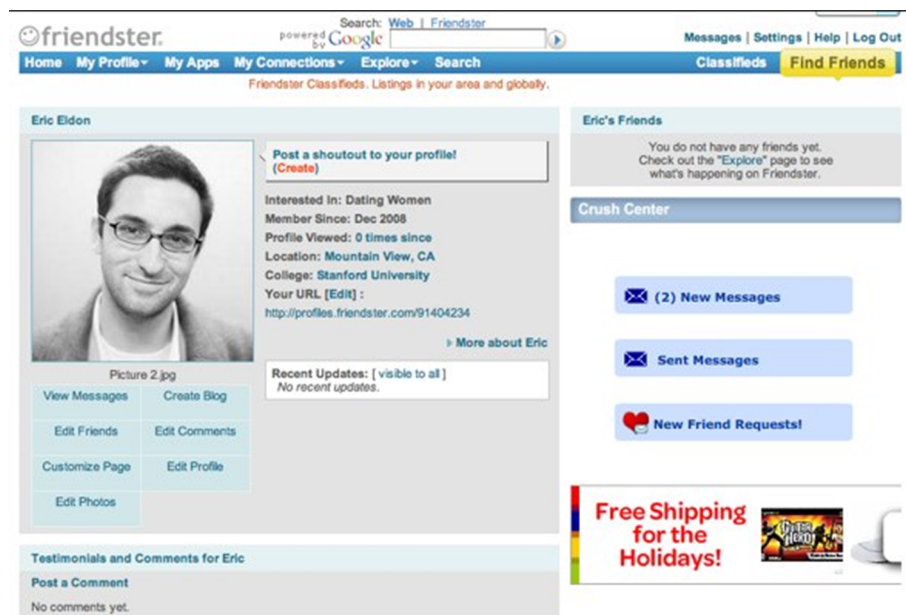 friendster.
Search: Web | Friendster
powered by Google
Messages | Settings | Help | Log Out
Home My Profile My Apps My Connections Explore Search Classifieds Find Friends
Friendster Classifieds. Listings in your area and globally.
Eric Eldon
Post a shoutout to your profile!
(Create)
Interested In: Dating Women
Member Since: Dec 2008
Profile Viewed: 0 times since
Location: Mountain View, CA
College: Stanford University
Your URL [Edit] :
http://profiles.friendster.com/91404234
More about Eric
Recent Updates: [ visible to all ]
No recent updates.
Picture 2.jpg
View Messages Create Blog
Edit Friends Edit Comments
Customize Page Edit Profile
Edit Photos
Testimonials and Comments for Eric
Post a Comment
No comments yet.
Eric's Friends
You do not have any friends yet.
Check out the "Explore" page to see
what's happening on Friendster.
Crush Center
(2) New Messages
Sent Messages
New Friend Requests!
Free Shipping
for the
Holidays!
Guitar
Hero